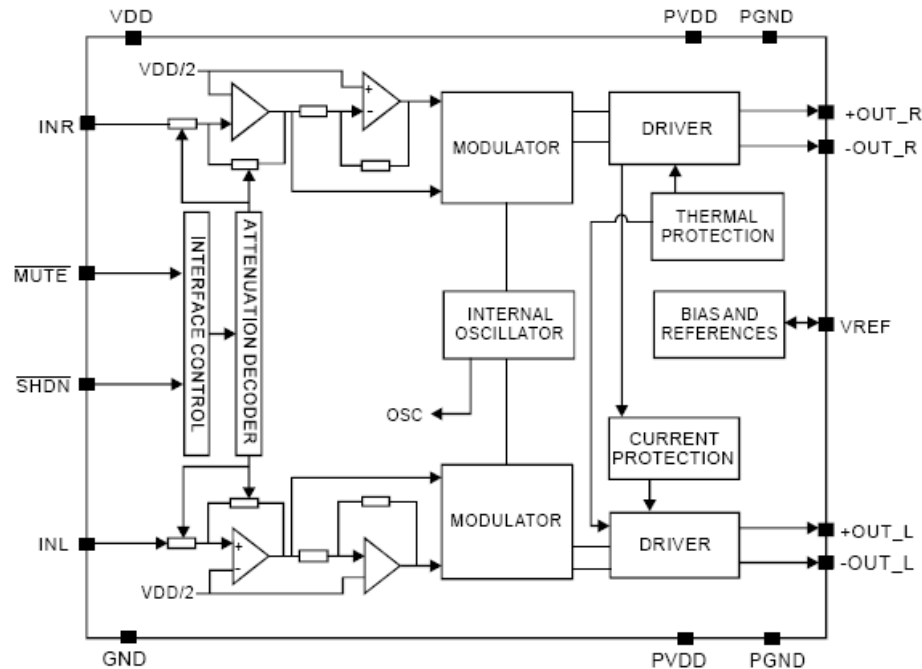 VDD
PVDD
PGND
VDD/2
+
-
INR
MODULATOR
DRIVER
+OUT_R
-OUT_R
THERMAL
PROTECTION
INTERFACE CONTROL
ATTENUATION DECODER
MUTE
SHDN
INTERNAL
OSCILLATOR
BIAS AND
REFERENCES
VREF
OSC
CURRENT
PROTECTION
MODULATOR
DRIVER
+OUT_L
-OUT_L
INL
+
-
VDD/2
GND
PVDD
PGND